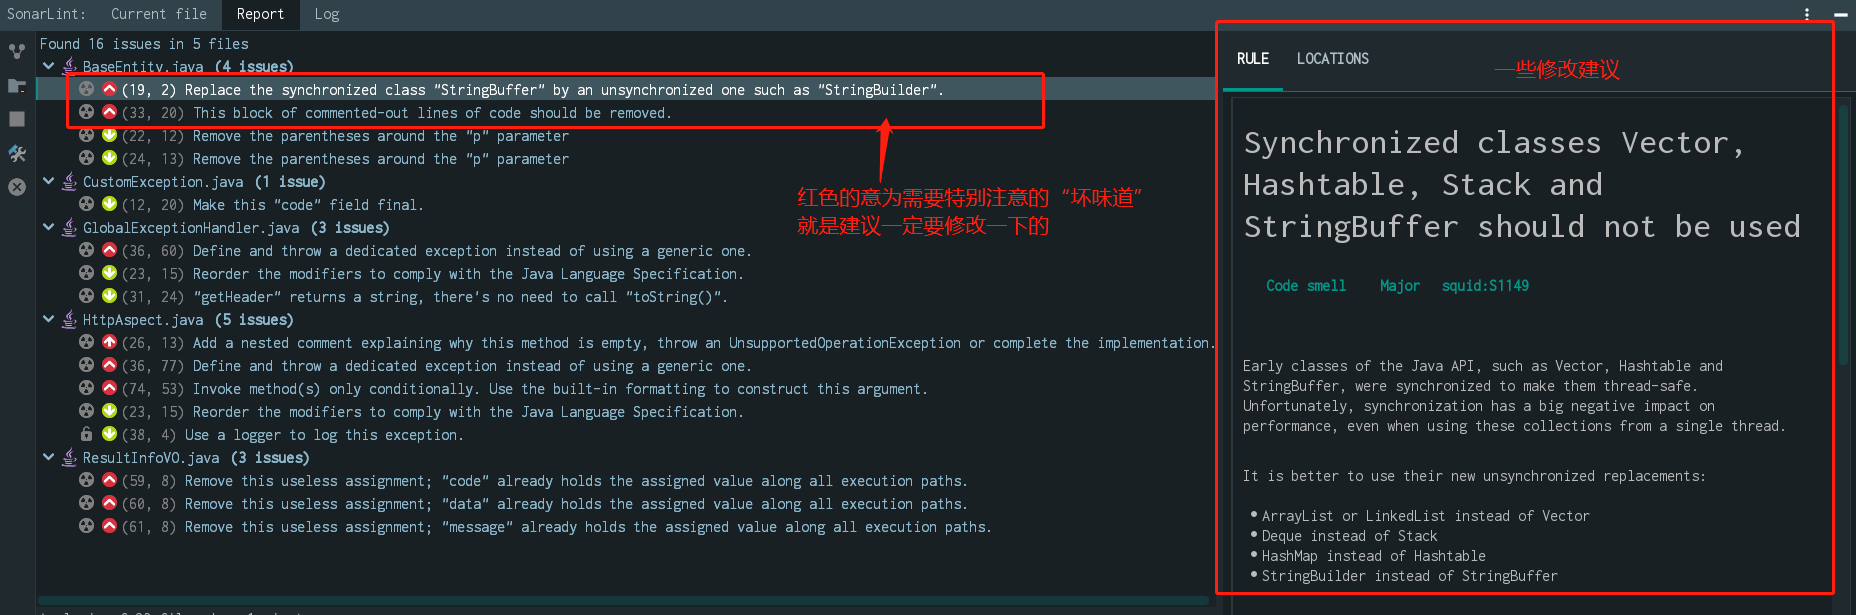 SonarLint: Current file Report Log
Found 16 issues in 5 files
BaseEntity.java (4 issues)
(19, 2) Replace the synchronized class "StringBuffer" by an unsynchronized one such as "StringBuilder".
(33, 20) This block of commented-out lines of code should be removed.
(22, 12) Remove the parentheses around the "p" parameter
(24, 13) Remove the parentheses around the "p" parameter
CustomException.java (1 issue)
(12, 20) Make this "code" field final.
GlobalExceptionHandler.java (3 issues)
(36, 60) Define and throw a dedicated exception instead of using a generic one.
(23, 15) Reorder the modifiers to comply with the Java Language Specification.
(31, 24) "getHeader" returns a string, there's no need to call "toString()".
HttpAspect.java (5 issues)
(26, 13) Add a nested comment explaining why this method is empty, throw an UnsupportedOperationException or complete the implementation.
(36, 77) Define and throw a dedicated exception instead of using a generic one.
(74, 53) Invoke method(s) only conditionally. Use the built-in formatting to construct this argument.
(23, 15) Reorder the modifiers to comply with the Java Language Specification.
(38, 4) Use a logger to log this exception.
ResultInfoVO.java (3 issues)
(59, 8) Remove this useless assignment; "code" already holds the assigned value along all execution paths.
(60, 8) Remove this useless assignment; "data" already holds the assigned value along all execution paths.
(61, 8) Remove this useless assignment; "message" already holds the assigned value along all execution paths.
红色的意为需要特别注意的“坏味道”
就是建议一定要修改一下的
RULE LOCATIONS
一些修改建议
Synchronized classes Vector,
Hashtable, Stack and
StringBuffer should not be used
Code smell Major squid:S1149
Early classes of the Java API, such as Vector, Hashtable and
StringBuffer, were synchronized to make them thread-safe.
Unfortunately, synchronization has a big negative impact on
performance, even when using these collections from a single thread.
It is better to use their new unsynchronized replacements:
• ArrayList or LinkedList instead of Vector
• Deque instead of Stack
• HashMap instead of Hashtable
• StringBuilder instead of StringBuffer